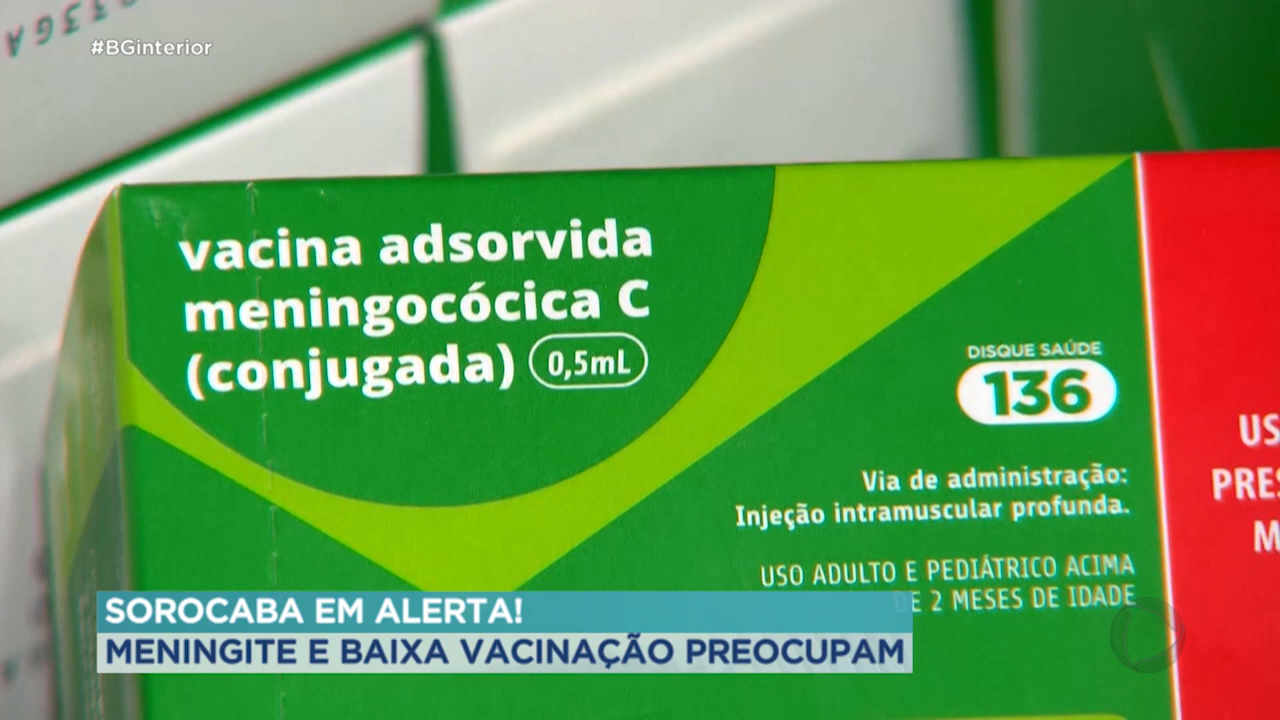 #BGinterior
vacina adsorvida
meningocócica C
(conjugada) 0,5mL
DISQUE SAÚDE
136
Via de administração:
Injeção intramuscular profunda.
USO ADULTO E PEDIÁTRICO ACIMA
DE 2 MESES DE IDADE
SOROCABA EM ALERTA!
MENINGITE E BAIXA VACINAÇÃO PREOCUPAM